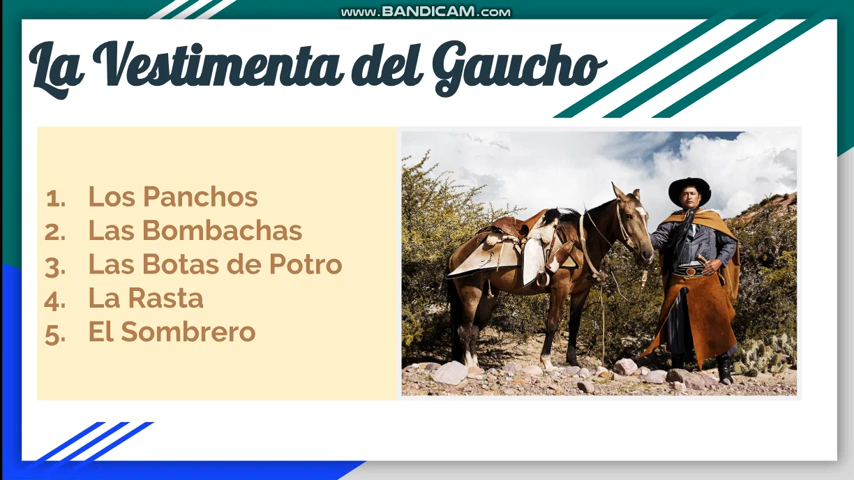 www.BANDICAM.com
La Vestimenta del Gaucho
1. Los Panchos
2. Las Bombachas
3. Las Botas de Potro
4. La Rasta
5. El Sombrero